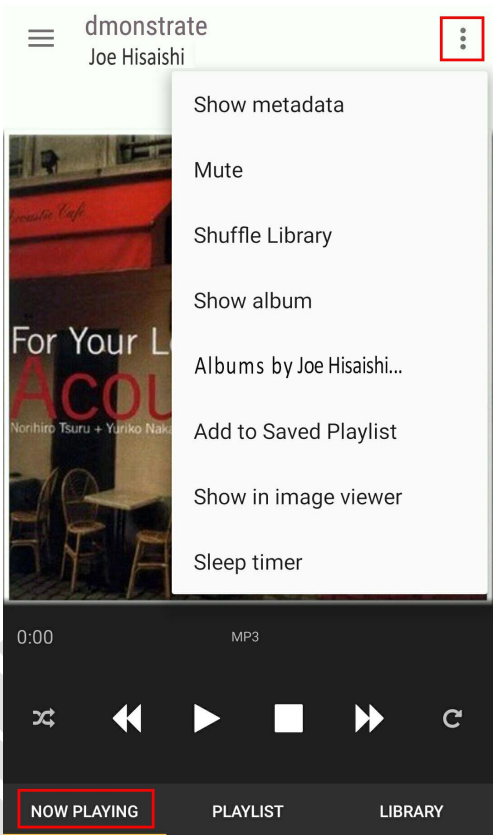 dmonstrate
Joe Hisaishi
Show metadata
Mute
Shuffle Library
Show album
Albums by Joe Hisaishi...
Add to Saved Playlist
Show in image viewer
Sleep timer
Acoustic Café
For Your L
Acou
Norihiro Tsuru + Yuriko Naka
0:00
MP3
NOW PLAYING
PLAYLIST
LIBRARY